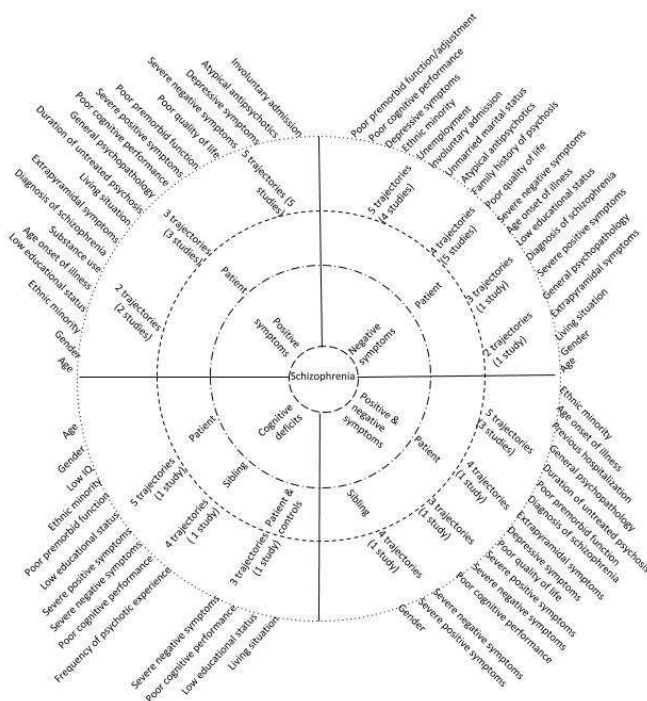 Schizophrenia
Positive
symptoms
Patient
2 trajectories
(2 studies)
3 trajectories
(3 studies)
5 trajectories (5
studies)
Age
Gender
Ethnic minority
Low educational status
Age onset of illness
Substance use
Diagnosis of schizophrenia
Extrapyramidal symptoms
Living situation
Duration of untreated psychosis
General psychopathology
Poor cognitive performance
Severe positive symptoms
Poor premorbid function
Poor quality of life
Severe negative symptoms
Depressive symptoms
Atypical antipsychotics
Involuntary admission
Negative
symptoms
Patient
5 trajectories
(4 studies)
4 trajectories
(5 studies)
3 trajectories
(1 study)
2 trajectories
(1 study)
Poor premorbid function/adjustment
Poor cognitive performance
Depressive symptoms
Ethnic minority
Unemployment
Involuntary admission
Unmarried marital status
Atypical antipsychotics
Family history of psychosis
Poor quality of life
Severe negative symptoms
Age onset of illness
Low educational status
Diagnosis of schizophrenia
Severe positive symptoms
General psychopathology
Extrapyramidal symptoms
Living situation
Gender
Age
Positive &
negative
symptoms
Patient
Sibling
5 trajectories
(3 studies)
4 trajectories
(1 study)
3 trajectories
(1 study)
4 trajectories
(1 study)
Ethnic minority
Age onset of illness
Previous hospitalization
General psychopathology
Duration of untreated psychosis
Poor premorbid function
Diagnosis of schizophrenia
Extrapyramidal symptoms
Depressive symptoms
Poor quality of life
Severe positive symptoms
Severe negative symptoms
Poor cognitive performance
Severe negative symptoms
Severe positive symptoms
Gender
Cognitive
deficits
Patient
Sibling
Patient &
controls
5 trajectories
(1 study)
4 trajectories
( 1 study)
3 trajectories
(1 study)
Age
Gender
Low IQ
Ethnic minority
Poor premorbid function
Low educational status
Severe positive symptoms
Severe negative symptoms
Poor cognitive performance
Frequency of psychotic experience
Severe negative symptoms
Poor cognitive performance
Low educational status
Living situation